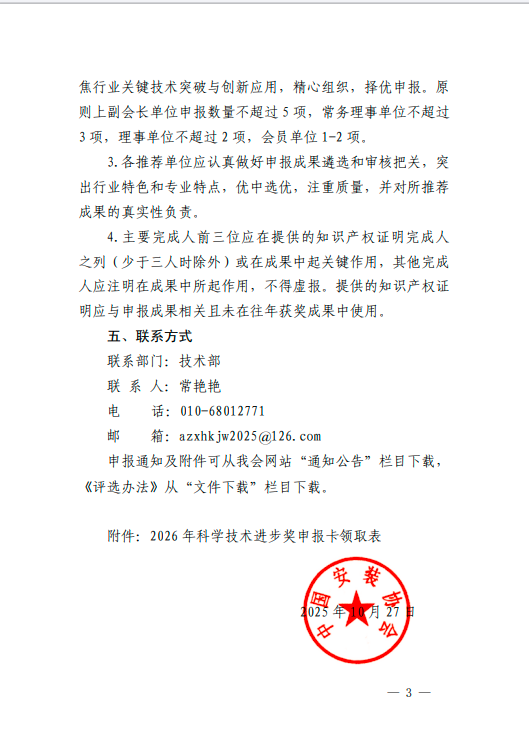 焦行业关键技术突破与创新应用，精心组织，择优申报。原
则上副会长单位申报数量不超过5项，常务理事单位不超过
3项，理事单位不超过2项，会员单位1-2项。
3.各推荐单位应认真做好申报成果遴选和审核把关，突
出行业特色和专业特点，优中选优，注重质量，并对所推荐
成果的真实性负责。
4.主要完成人前三位应在提供的知识产权证明完成人
之列（少于三人时除外）或在成果中起关键作用，其他完成
人应注明在成果中所起作用，不得虚报。提供的知识产权证
明应与申报成果相关且未在往年获奖成果中使用。
五、联系方式
联系部门：技术部
联 系 人：常艳艳
电 话：010-68012771
邮 箱：azxhkjw2025@126.com
申报通知及附件可从我会网站“通知公告”栏目下载，
《评选办法》从“文件下载”栏目下载。
附件：2026年科学技术进步奖申报卡领取表
中国安装协会
2025年10月27日
— 3 —